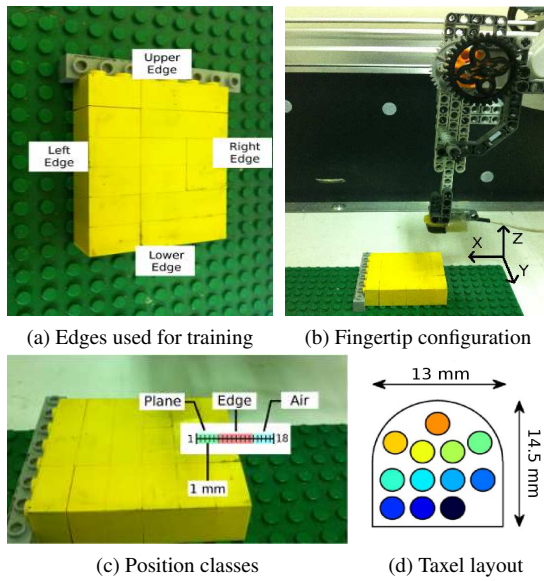 Upper
Edge
Left
Edge
Right
Edge
Lower
Edge
Z
X
Y
(a) Edges used for training
(b) Fingertip configuration
Plane
Edge
Air
1
18
1 mm
13 mm
14.5 mm
(c) Position classes
(d) Taxel layout